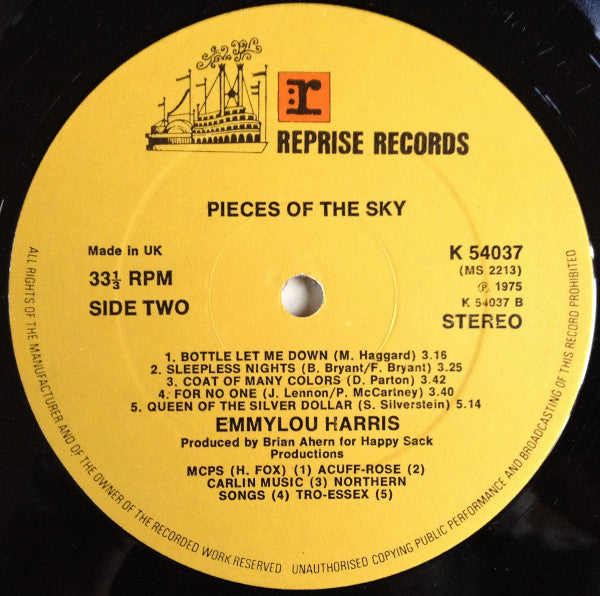 r
REPRISE RECORDS
PIECES OF THE SKY
Made in UK
33⅓ RPM
SIDE TWO
K 54037
(MS 2213)
℗ 1975
K 54037 B
STEREO
1. BOTTLE LET ME DOWN (M. Haggard) 3.16
2. SLEEPLESS NIGHTS (B. Bryant/F. Bryant) 3.25
3. COAT OF MANY COLORS (D. Parton) 3.42
4. FOR NO ONE (J. Lennon/P. McCartney) 3.40
5. QUEEN OF THE SILVER DOLLAR (S. Silverstein) 5.14
EMMYLOU HARRIS
Produced by Brian Ahern for Happy Sack
Productions
MCPS (H. FOX) (1) ACUFF-ROSE (2)
CARLIN MUSIC (3) NORTHERN
SONGS (4) TRO-ESSEX (5)
ALL RIGHTS OF THE MANUFACTURER AND OF THE OWNER OF THE RECORDED WORK RESERVED UNAUTHORISED COPYING PUBLIC PERFORMANCE AND BROADCASTING OF THIS RECORD PROHIBITED